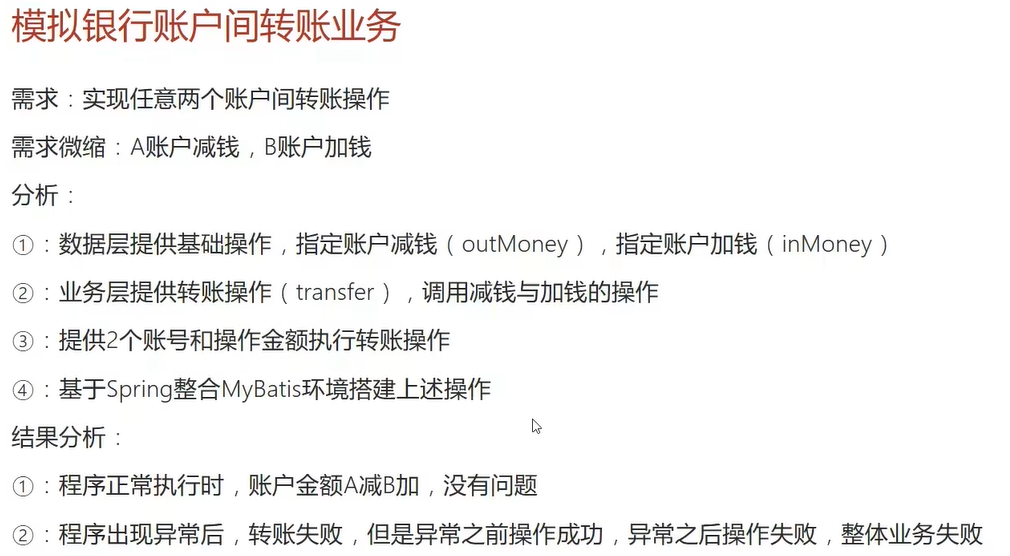 模拟银行账户间转账业务
需求：实现任意两个账户间转账操作
需求微缩：A账户减钱，B账户加钱
分析：
①：数据层提供基础操作，指定账户减钱（outMoney），指定账户加钱（inMoney）
②：业务层提供转账操作（transfer），调用减钱与加钱的操作
③：提供2个账号和操作金额执行转账操作
④：基于Spring整合MyBatis环境搭建上述操作
结果分析：
①：程序正常执行时，账户金额A减B加，没有问题
②：程序出现异常后，转账失败，但是异常之前操作成功，异常之后操作失败，整体业务失败